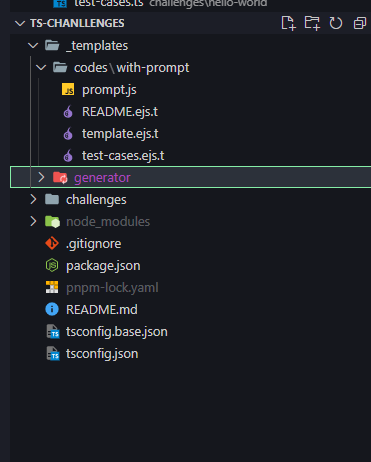 test-cases.ts challenges\hello-world
TS-CHANLLENGES
_templates
codes\with-prompt
JS prompt.js
README.ejs.t
template.ejs.t
test-cases.ejs.t
generator
challenges
node_modules
.gitignore
package.json
pnpm-lock.yaml
README.md
TS tsconfig.base.json
TS tsconfig.json